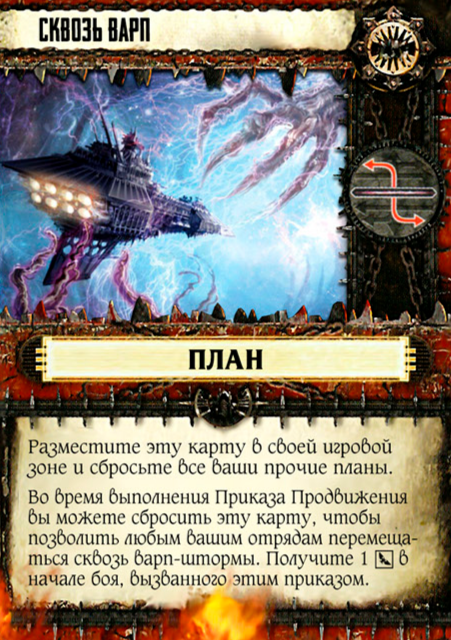 СКВОЗЬ ВАРП
ПЛАН
Разместите эту карту в своей игровой
зоне и сбросьте все ваши прочие планы.
Во время выполнения Приказа Продвижения
вы можете сбросить эту карту, чтобы
позволить любым вашим отрядам перемеща-
ться сквозь варп-штормы. Получите 1 в
начале боя, вызванного этим приказом.